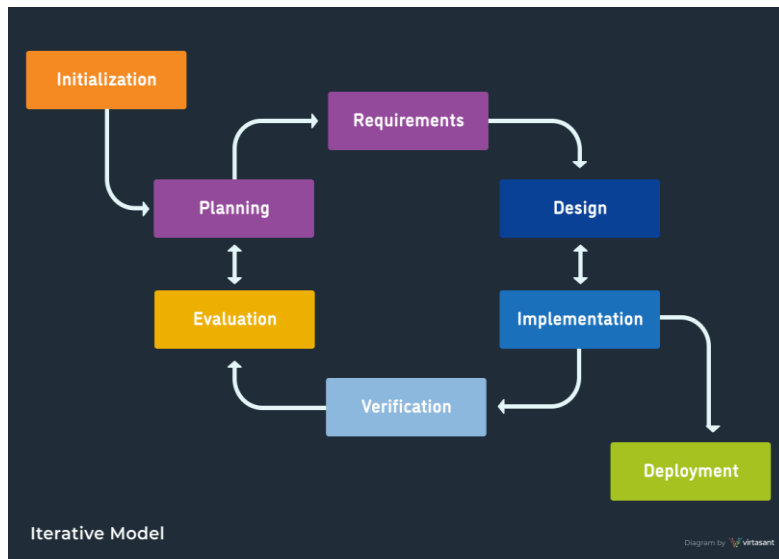 Initialization
Requirements
Planning
Design
Evaluation
Implementation
Verification
Deployment
Iterative Model
Diagram by virtasant